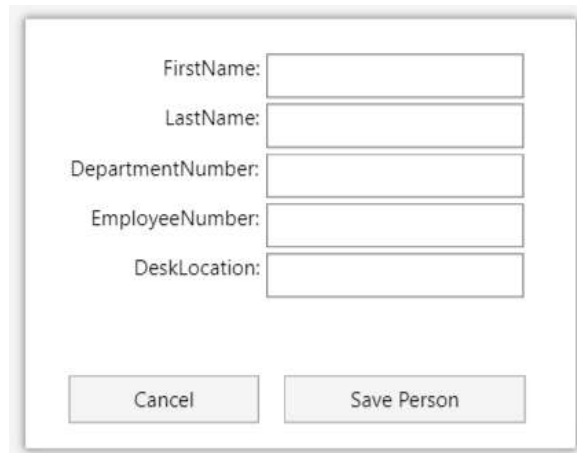 FirstName:
LastName:
DepartmentNumber:
EmployeeNumber:
DeskLocation:
Cancel Save Person